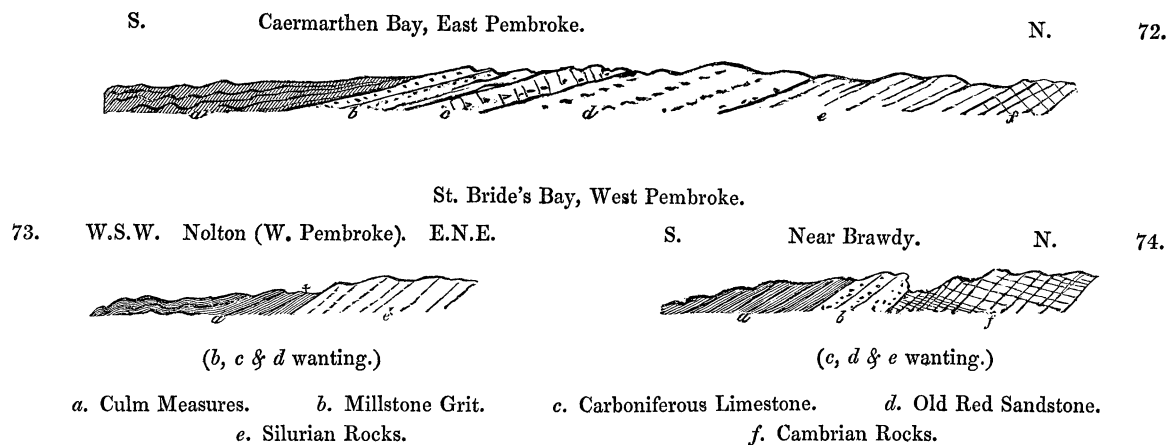 S. Caermarthen Bay, East Pembroke. N. 72.
a b c d e f
St. Bride's Bay, West Pembroke.
73. W.S.W. Nolton (W. Pembroke). E.N.E.
a e
(b, c & d wanting.)
S. Near Brawdy. N. 74.
a b f
(c, d & e wanting.)
a. Culm Measures. b. Millstone Grit. c. Carboniferous Limestone. d. Old Red Sandstone.
e. Silurian Rocks. f. Cambrian Rocks.